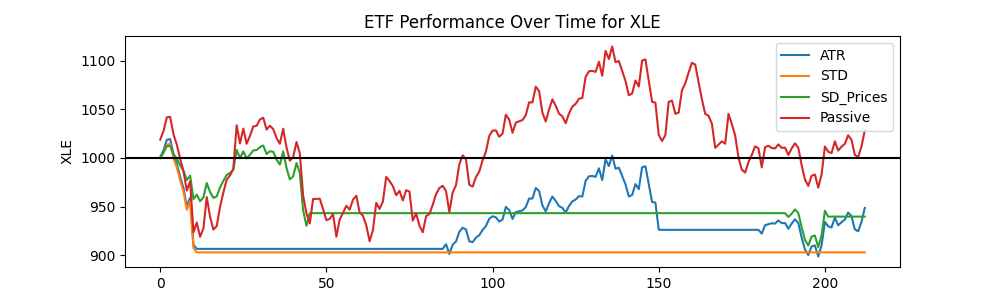 ETF Performance Over Time for XLE
XLE
1100
1050
1000
950
900
0
50
100
150
200
ATR
STD
SD_Prices
Passive